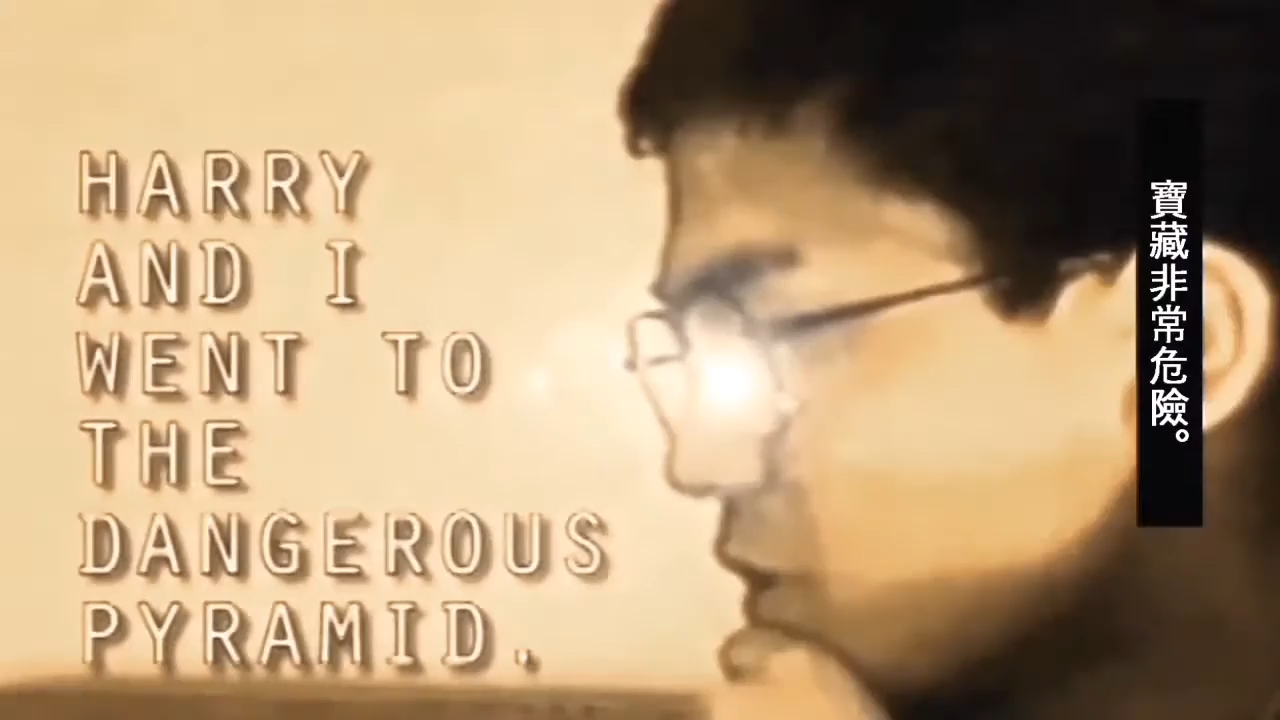 HARRY
AND I
WENT TO
THE
DANGEROUS
PYRAMID.
寶藏非常危險。